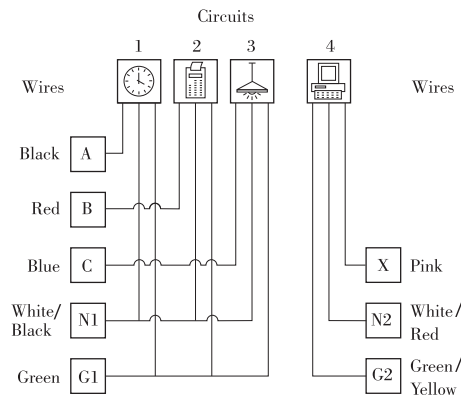 Circuits
1 2 3 4
Wires Wires
Black A
Red B
Blue C
X Pink
White/
Black
N1
N2 White/
Red
Green G1
G2 Green/
Yellow